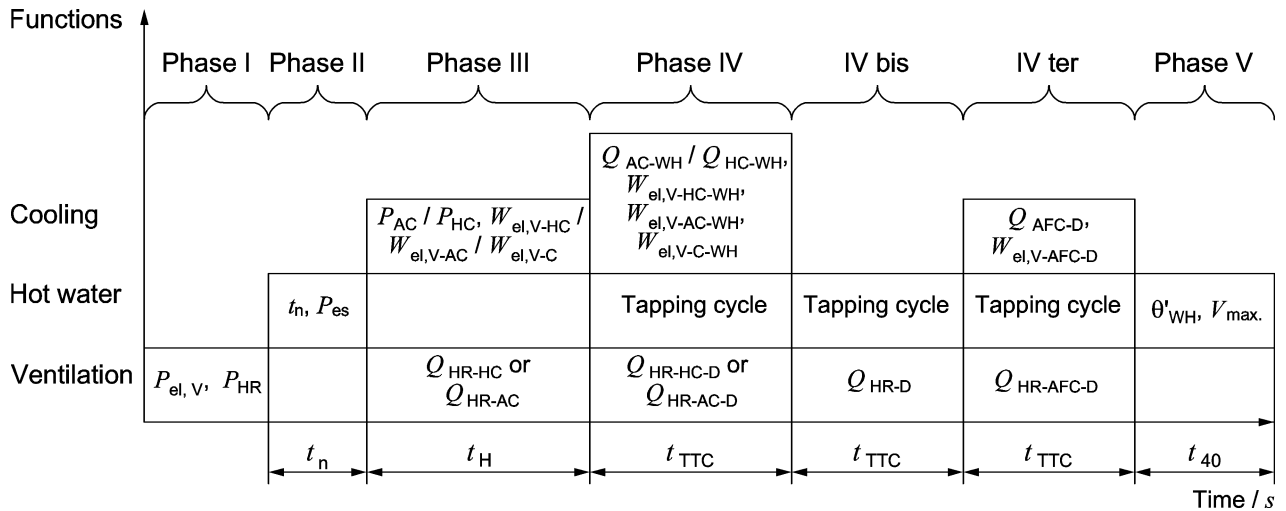 Functions
Phase I Phase II Phase III Phase IV IV bis IV ter Phase V
Cooling
P AC / P HC, W el,V-HC /
W el,V-AC / W el,V-C
Q AC-WH / Q HC-WH,
W el,V-HC-WH,
W el,V-AC-WH,
W el,V-C-WH
Q AFC-D,
W el,V-AFC-D
Hot water
t n, P es
Tapping cycle
Tapping cycle
Tapping cycle
θ'WH, V max.
Ventilation
P el, V, P HR
Q HR-HC or
Q HR-AC
Q HR-HC-D or
Q HR-AC-D
Q HR-D
Q HR-AFC-D
t n t H t TTC t TTC t TTC t 40
Time / s